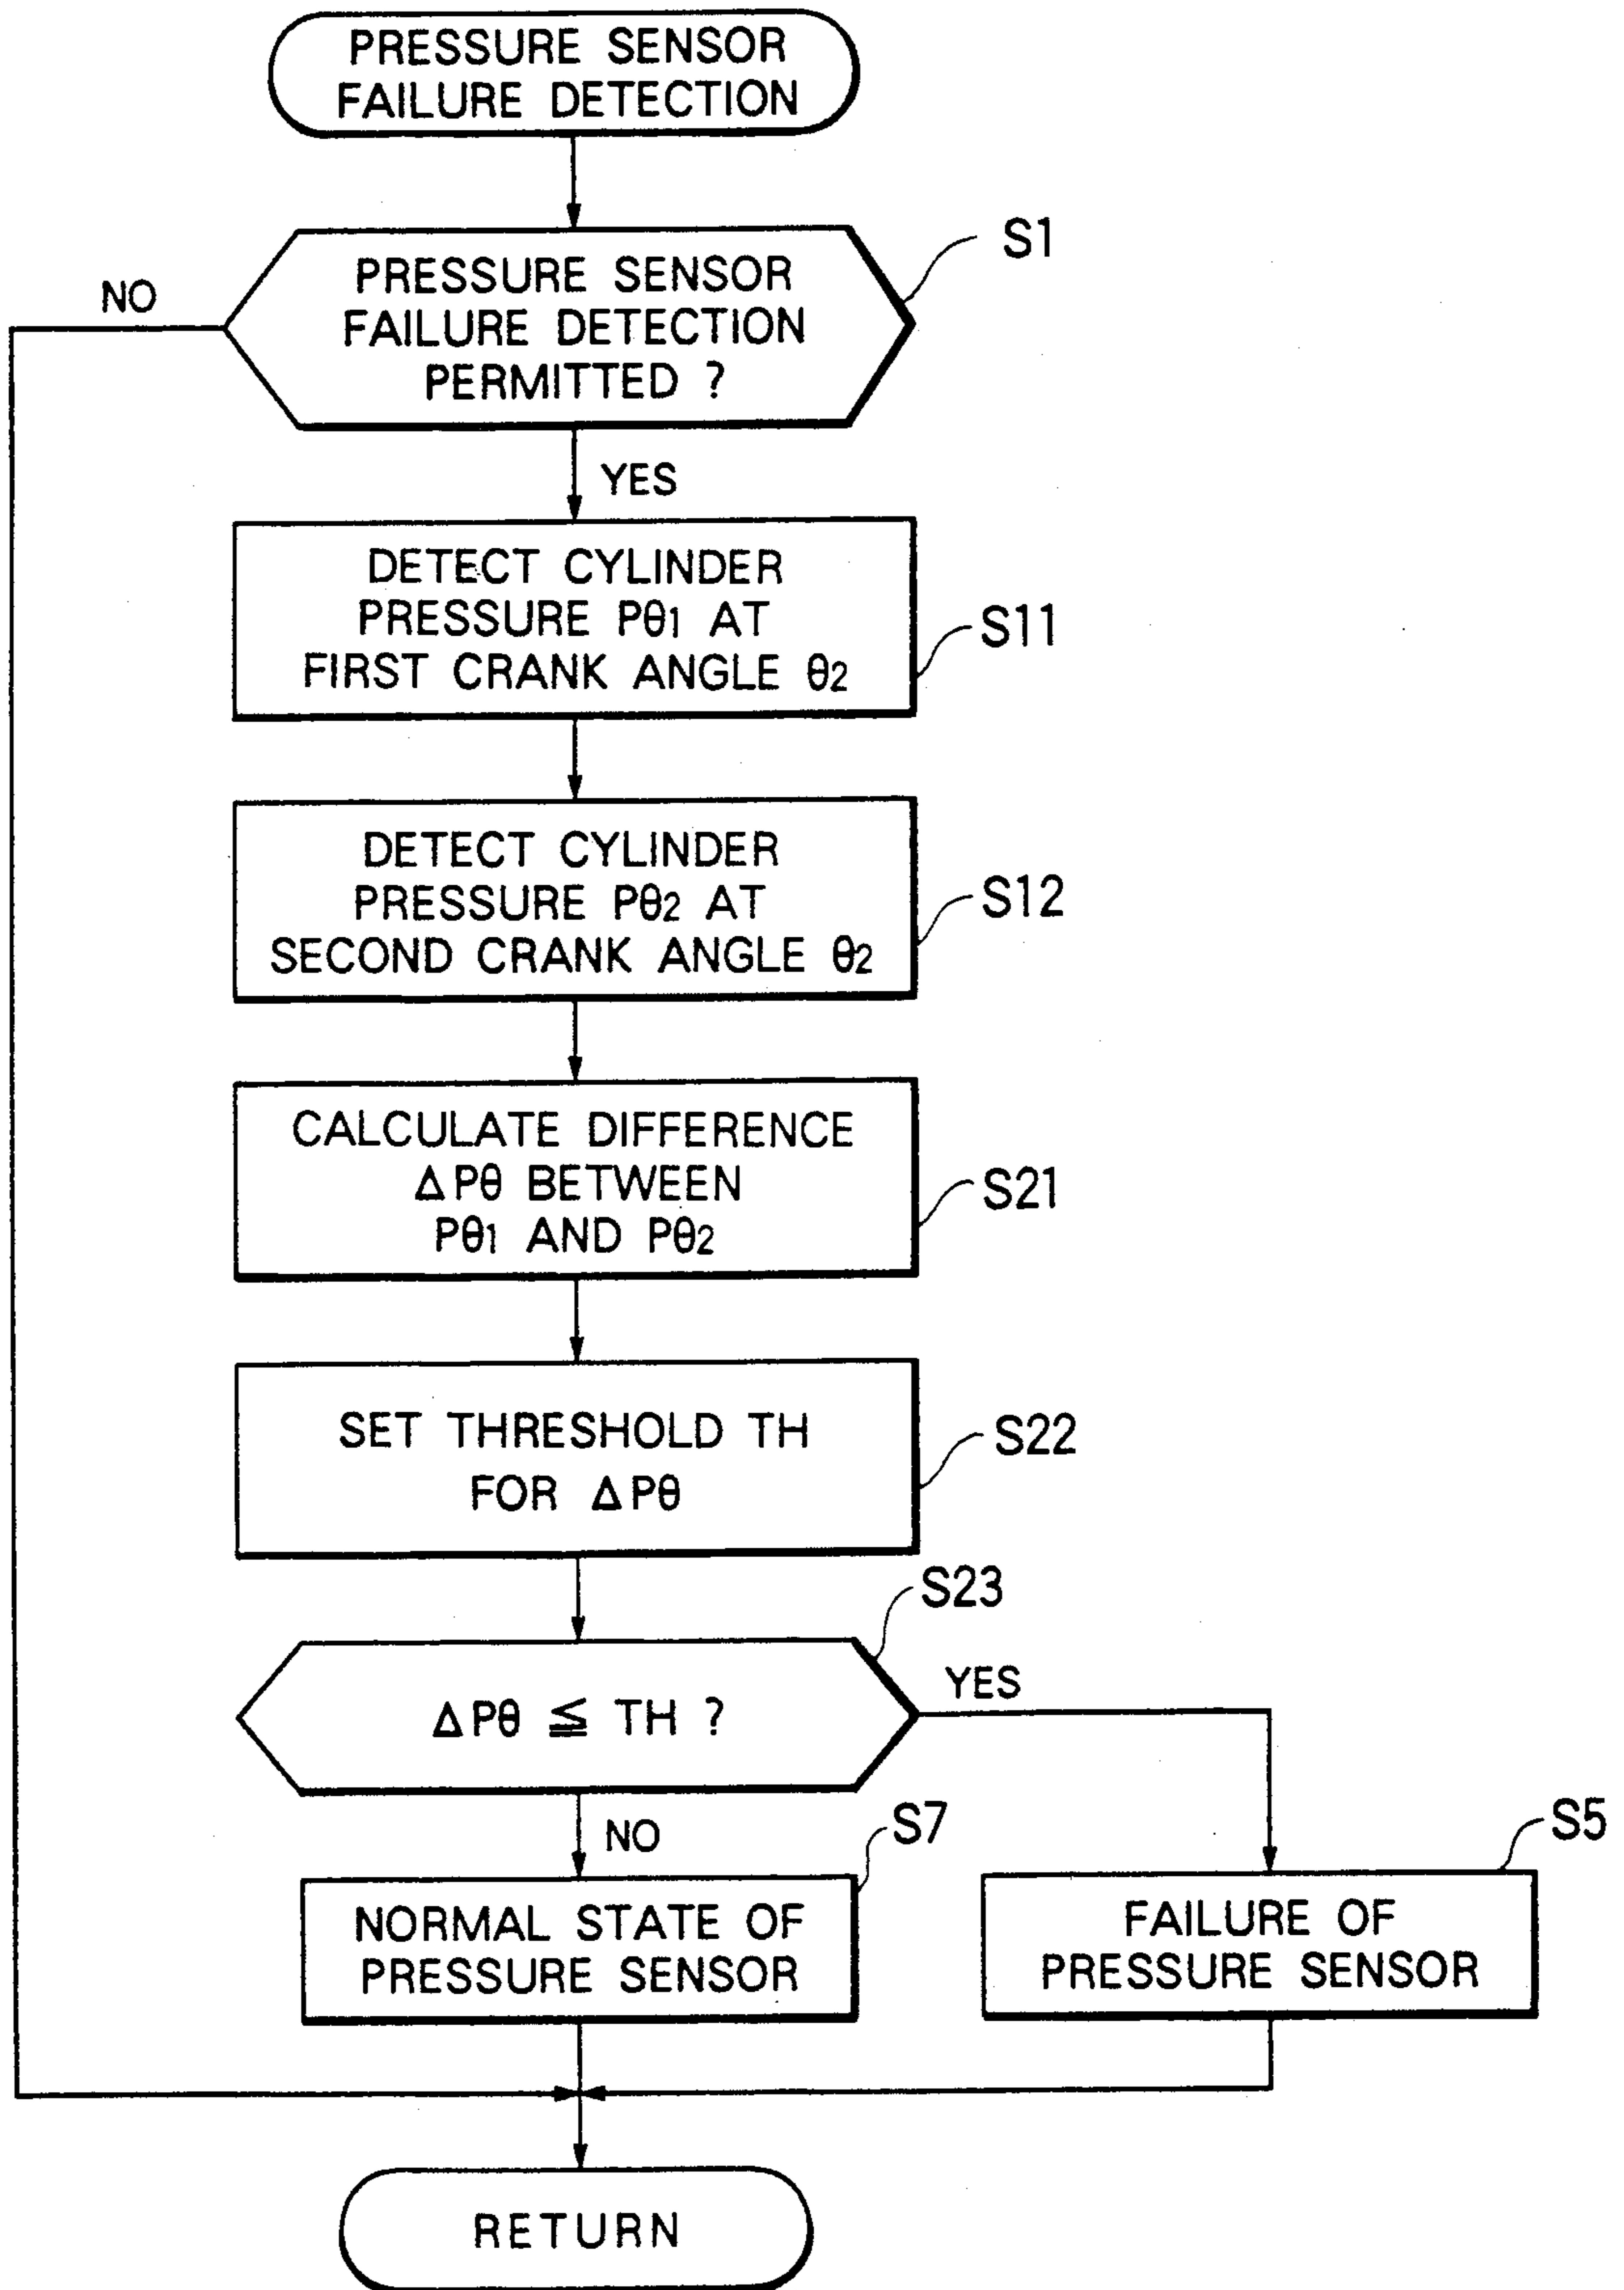 PRESSURE SENSOR
FAILURE DETECTION
S1
NO
PRESSURE SENSOR
FAILURE DETECTION
PERMITTED ?
YES
DETECT CYLINDER
PRESSURE Pθ1 AT
FIRST CRANK ANGLE θ2
S11
DETECT CYLINDER
PRESSURE Pθ2 AT
SECOND CRANK ANGLE θ2
S12
CALCULATE DIFFERENCE
ΔPθ BETWEEN
Pθ1 AND Pθ2
S21
SET THRESHOLD TH
FOR ΔPθ
S22
S23
ΔPθ ≦ TH ?
YES
NO
S7
S5
NORMAL STATE OF
PRESSURE SENSOR
FAILURE OF
PRESSURE SENSOR
RETURN